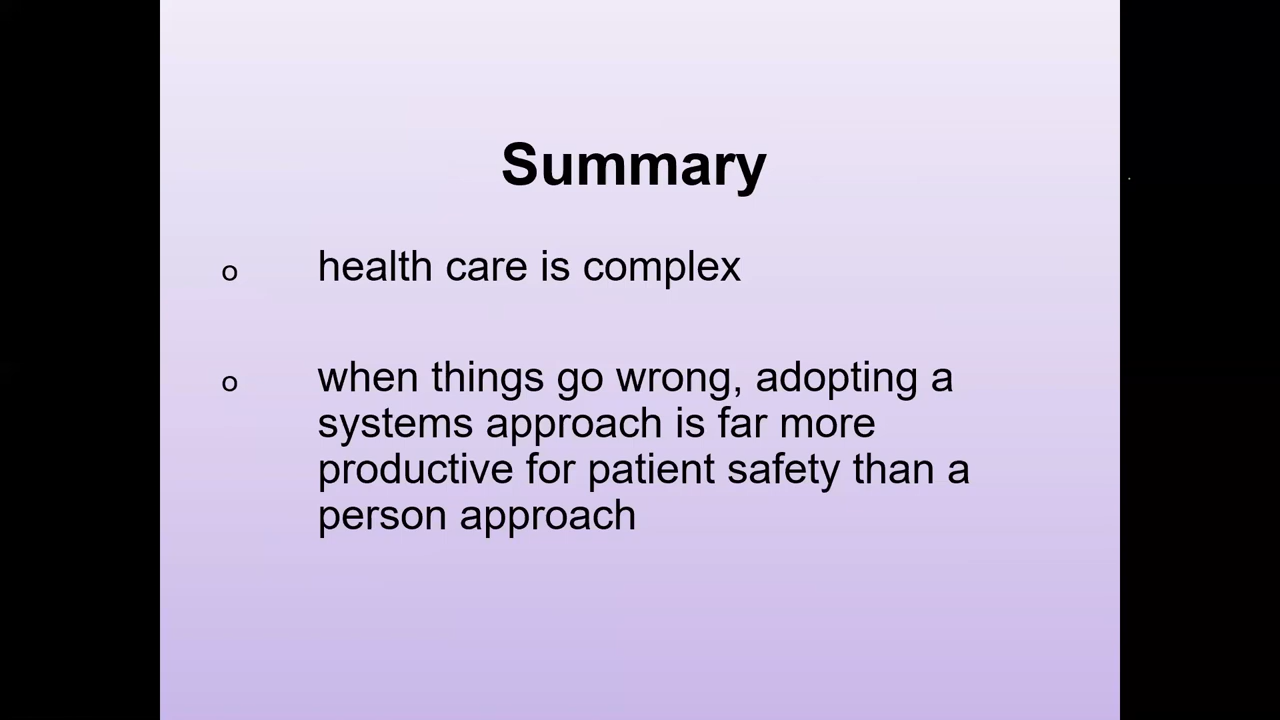 Summary
o health care is complex
o when things go wrong, adopting a
systems approach is far more
productive for patient safety than a
person approach